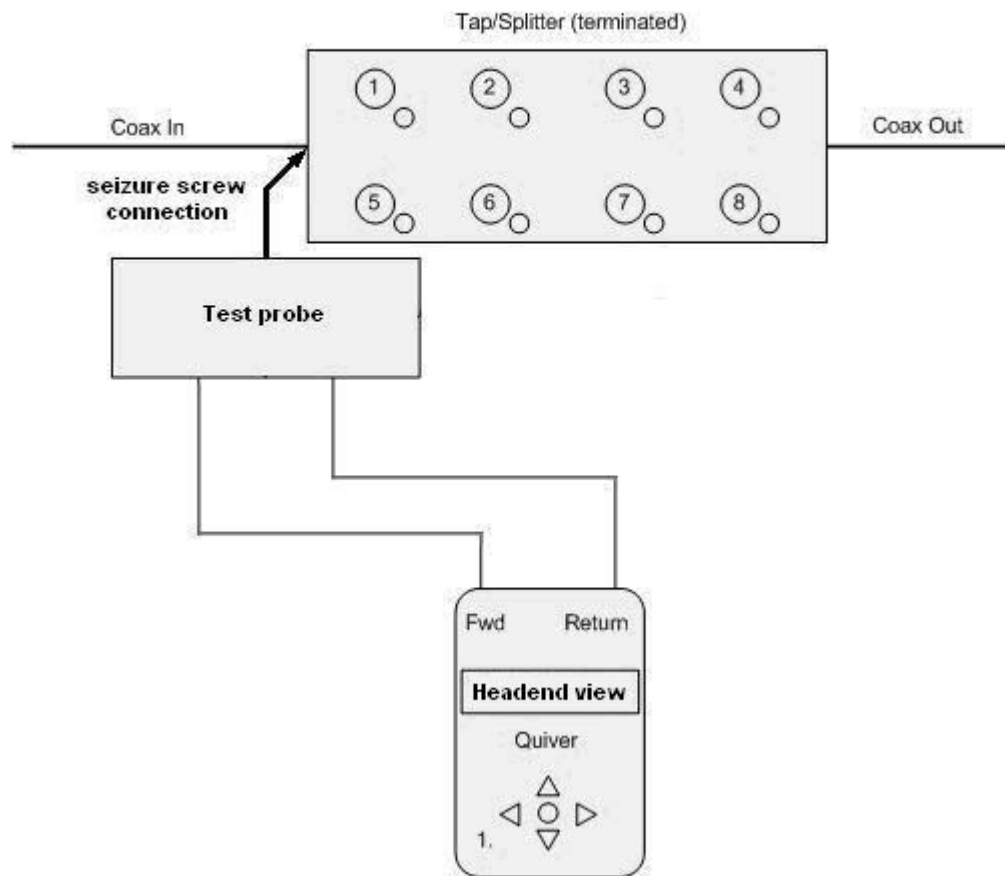 Tap/Splitter (terminated)
1
2
3
4
Coax In
Coax Out
seizure screw
connection
5
6
7
8
Test probe
Fwd
Return
Headend view
Quiver
1.